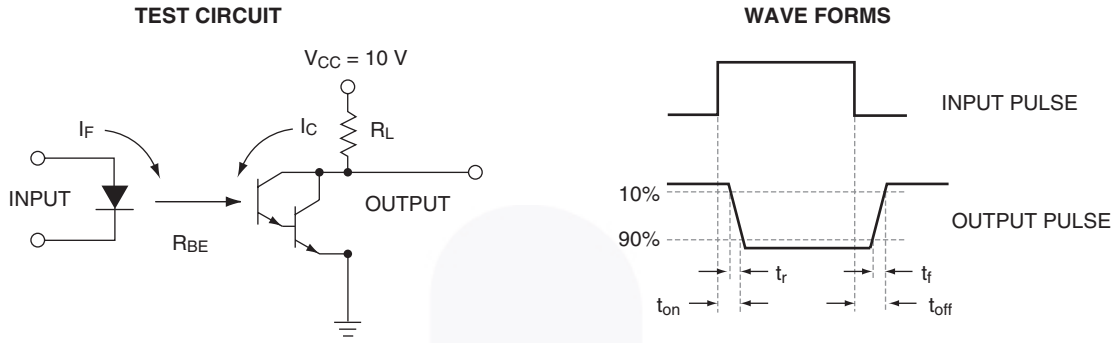 TEST CIRCUIT
VCC = 10 V
IF
IC
RL
INPUT
RBE
OUTPUT
WAVE FORMS
INPUT PULSE
10%
OUTPUT PULSE
90%
tr
tf
ton
toff